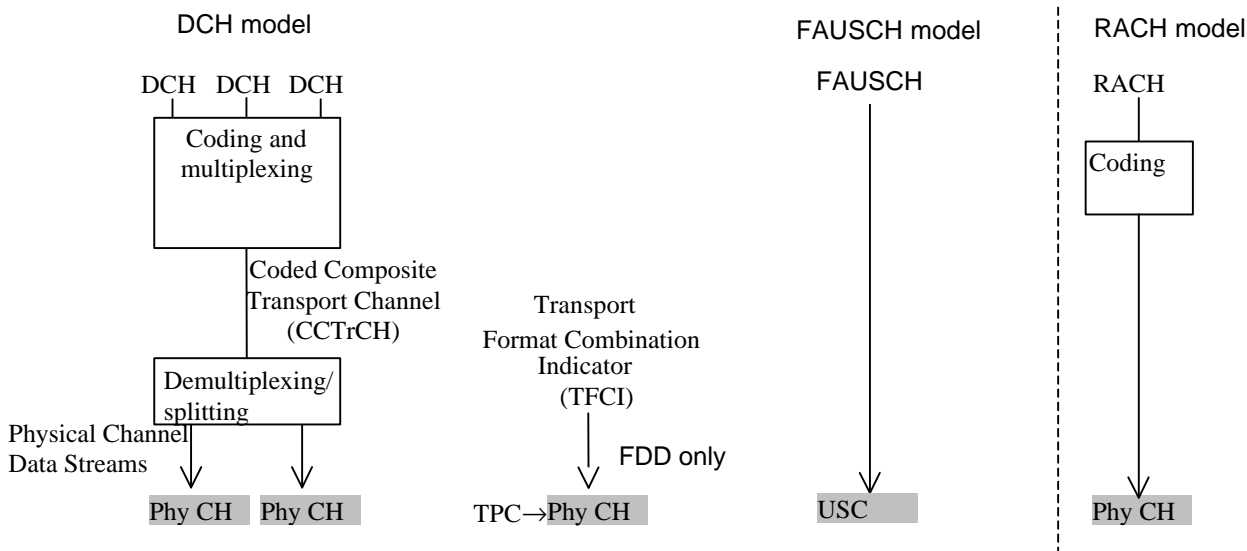 DCH model
FAUSCH model
RACH model
DCH DCH DCH
FAUSCH
RACH
Coding and
multiplexing
Coding
Coded Composite
Transport Channel
(CCTrCH)
Transport
Format Combination
Indicator
(TFCI)
Demultiplexing/
splitting
Physical Channel
Data Streams
FDD only
Phy CH
Phy CH
TPC→Phy CH
USC
Phy CH